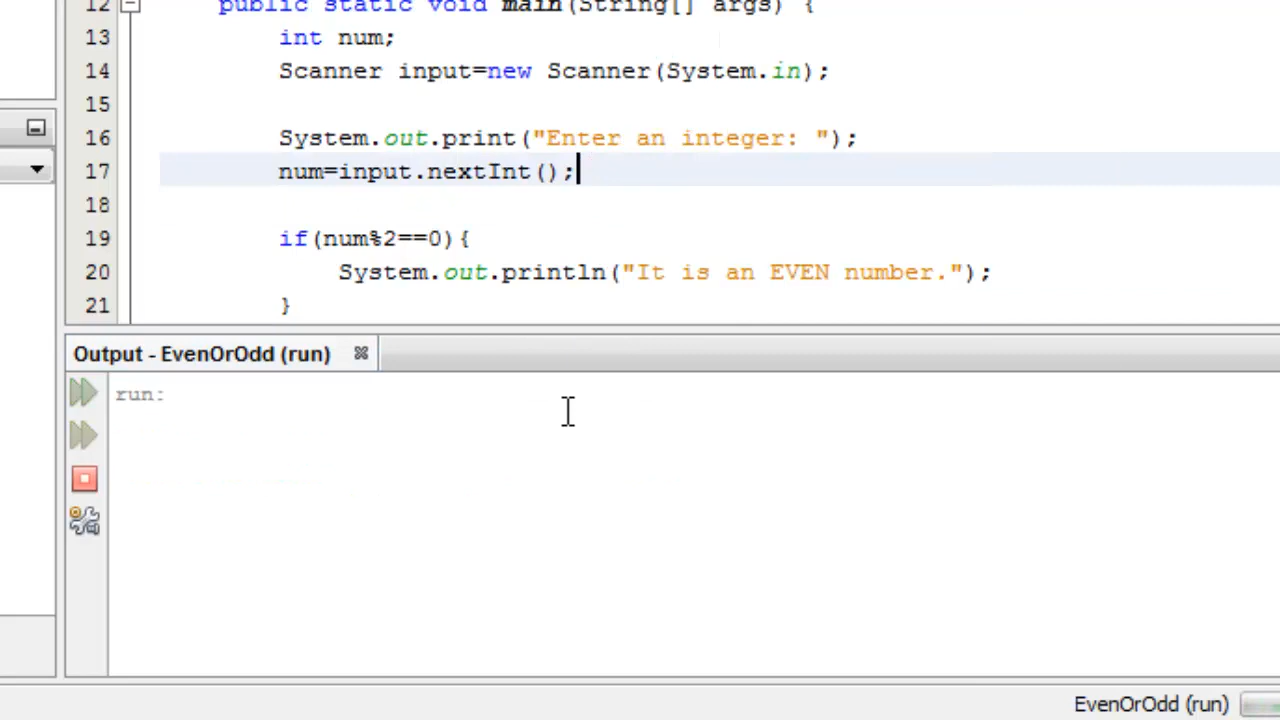 12 public static void main(String[] args) {
13 int num;
14 Scanner input=new Scanner(System.in);
15
16 System.out.print("Enter an integer: ");
17 num=input.nextInt();
18
19 if(num%2==0){
20 System.out.println("It is an EVEN number.");
21 }
Output - EvenOrOdd (run)
run:
EvenOrOdd (run)